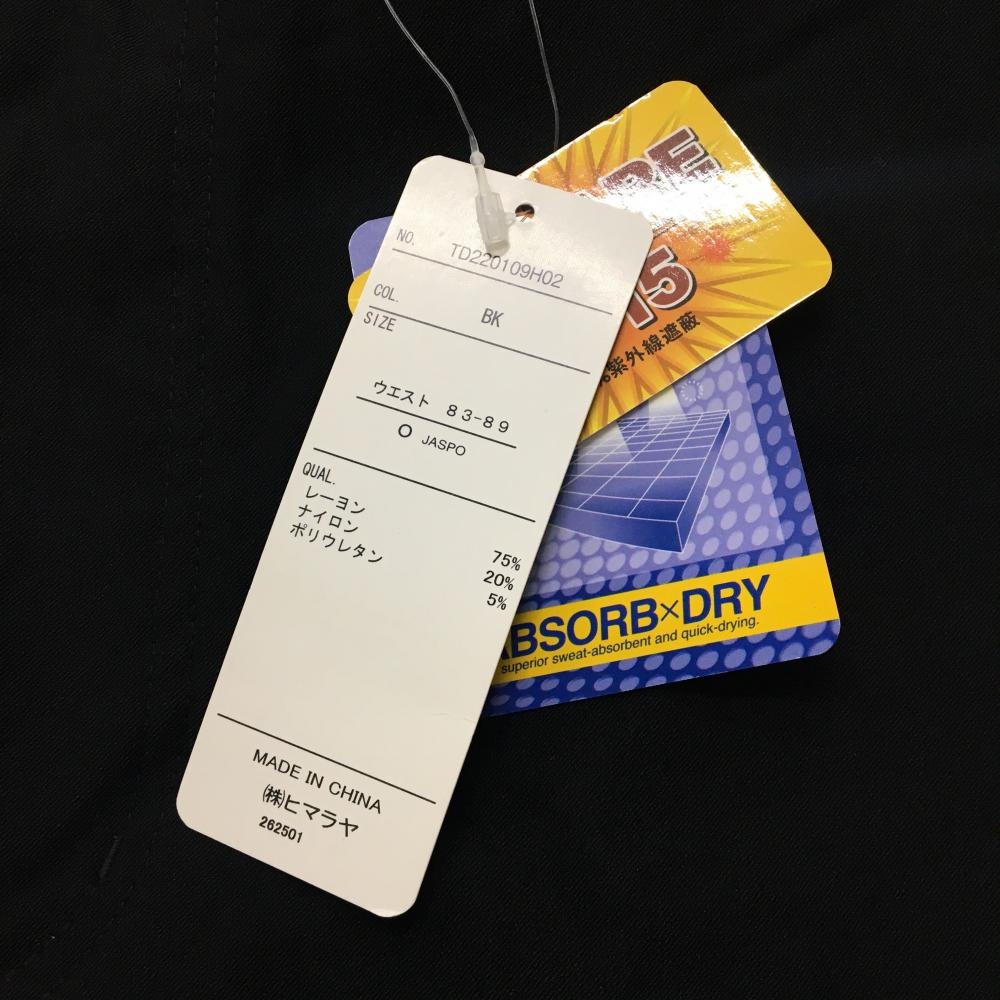 NO. TD220109H02
COL. BK
SIZE
ウエスト 83-89
O JASPO
QUAL.
レーヨン 75%
ナイロン 20%
ポリウレタン 5%
MADE IN CHINA
㈱ヒマラヤ
262501
15
紫外線遮蔽
ABSORB×DRY
superior sweat-absorbent and quick-drying.